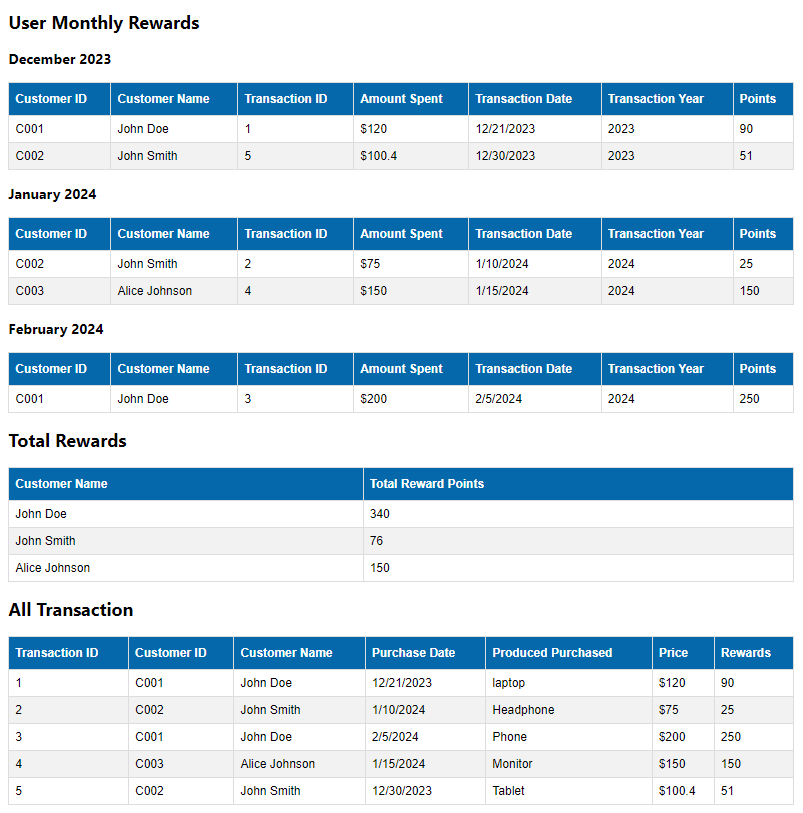 User Monthly Rewards
December 2023
Customer ID Customer Name Transaction ID Amount Spent Transaction Date Transaction Year Points
C001 John Doe 1 $120 12/21/2023 2023 90
C002 John Smith 5 $100.4 12/30/2023 2023 51
January 2024
Customer ID Customer Name Transaction ID Amount Spent Transaction Date Transaction Year Points
C002 John Smith 2 $75 1/10/2024 2024 25
C003 Alice Johnson 4 $150 1/15/2024 2024 150
February 2024
Customer ID Customer Name Transaction ID Amount Spent Transaction Date Transaction Year Points
C001 John Doe 3 $200 2/5/2024 2024 250
Total Rewards
Customer Name Total Reward Points
John Doe 340
John Smith 76
Alice Johnson 150
All Transaction
Transaction ID Customer ID Customer Name Purchase Date Produced Purchased Price Rewards
1 C001 John Doe 12/21/2023 laptop $120 90
2 C002 John Smith 1/10/2024 Headphone $75 25
3 C001 John Doe 2/5/2024 Phone $200 250
4 C003 Alice Johnson 1/15/2024 Monitor $150 150
5 C002 John Smith 12/30/2023 Tablet $100.4 51